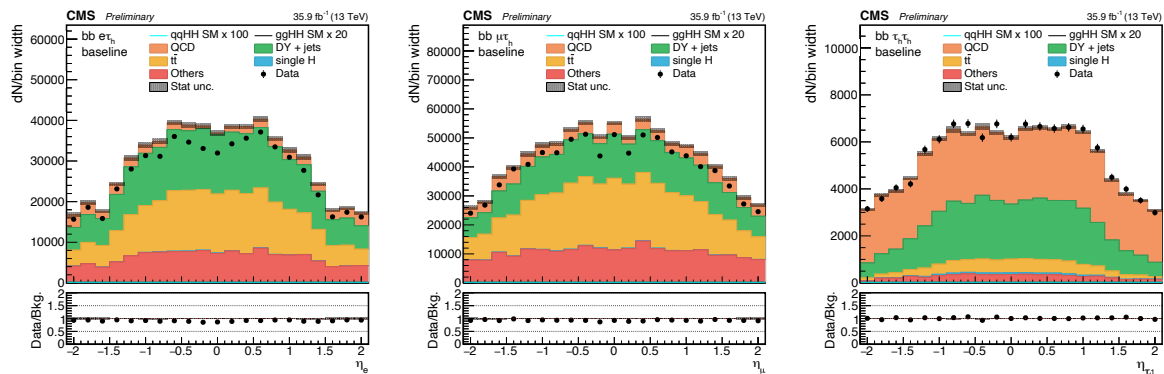 CMS Preliminary 35.9 fb⁻¹ (13 TeV)
bb eτh
baseline
qqHH SM x 100
ggHH SM x 20
QCD
DY + jets
tt̄
single H
Others
Data
Stat unc.
dN/bin width
60000
50000
40000
30000
20000
10000
0
Data/Bkg.
2
1.5
1
0.5
0
−2 −1.5 −1 −0.5 0 0.5 1 1.5 2
ηe
CMS Preliminary 35.9 fb⁻¹ (13 TeV)
bb μτh
baseline
qqHH SM x 100
ggHH SM x 20
QCD
DY + jets
tt̄
single H
Others
Data
Stat unc.
dN/bin width
80000
70000
60000
50000
40000
30000
20000
10000
0
Data/Bkg.
2
1.5
1
0.5
0
−2 −1.5 −1 −0.5 0 0.5 1 1.5 2
ημ
CMS Preliminary 35.9 fb⁻¹ (13 TeV)
bb τhτh
baseline
qqHH SM x 100
ggHH SM x 20
QCD
DY + jets
tt̄
single H
Others
Data
Stat unc.
dN/bin width
10000
8000
6000
4000
2000
0
Data/Bkg.
2
1.5
1
0.5
0
−2 −1.5 −1 −0.5 0 0.5 1 1.5 2
ητ1